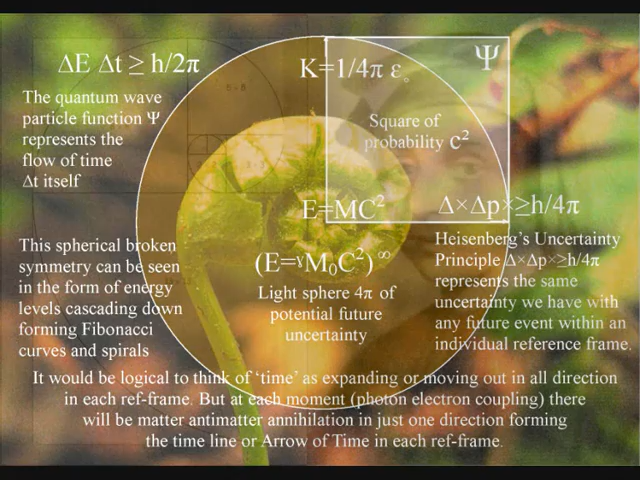 ΔE Δt ≥ h/2π
The quantum wave
particle function Ψ
represents the
flow of time
Δt itself
K=1/4π ε₀
Ψ
Square of
probability c²
E=MC²
Δ×Δp×≥h/4π
This spherical broken
symmetry can be seen
in the form of energy
levels cascading down
forming Fibonacci
curves and spirals
(E=ᵞM₀C²)∞
Light sphere 4π of
potential future
uncertainty
Heisenberg's Uncertainty
Principle Δ×Δp×≥h/4π
represents the same
uncertainty we have with
any future event within an
individual reference frame.
It would be logical to think of ‘time’ as expanding or moving out in all direction
in each ref-frame. But at each moment (photon electron coupling) there
will be matter antimatter annihilation in just one direction forming
the time line or Arrow of Time in each ref-frame.